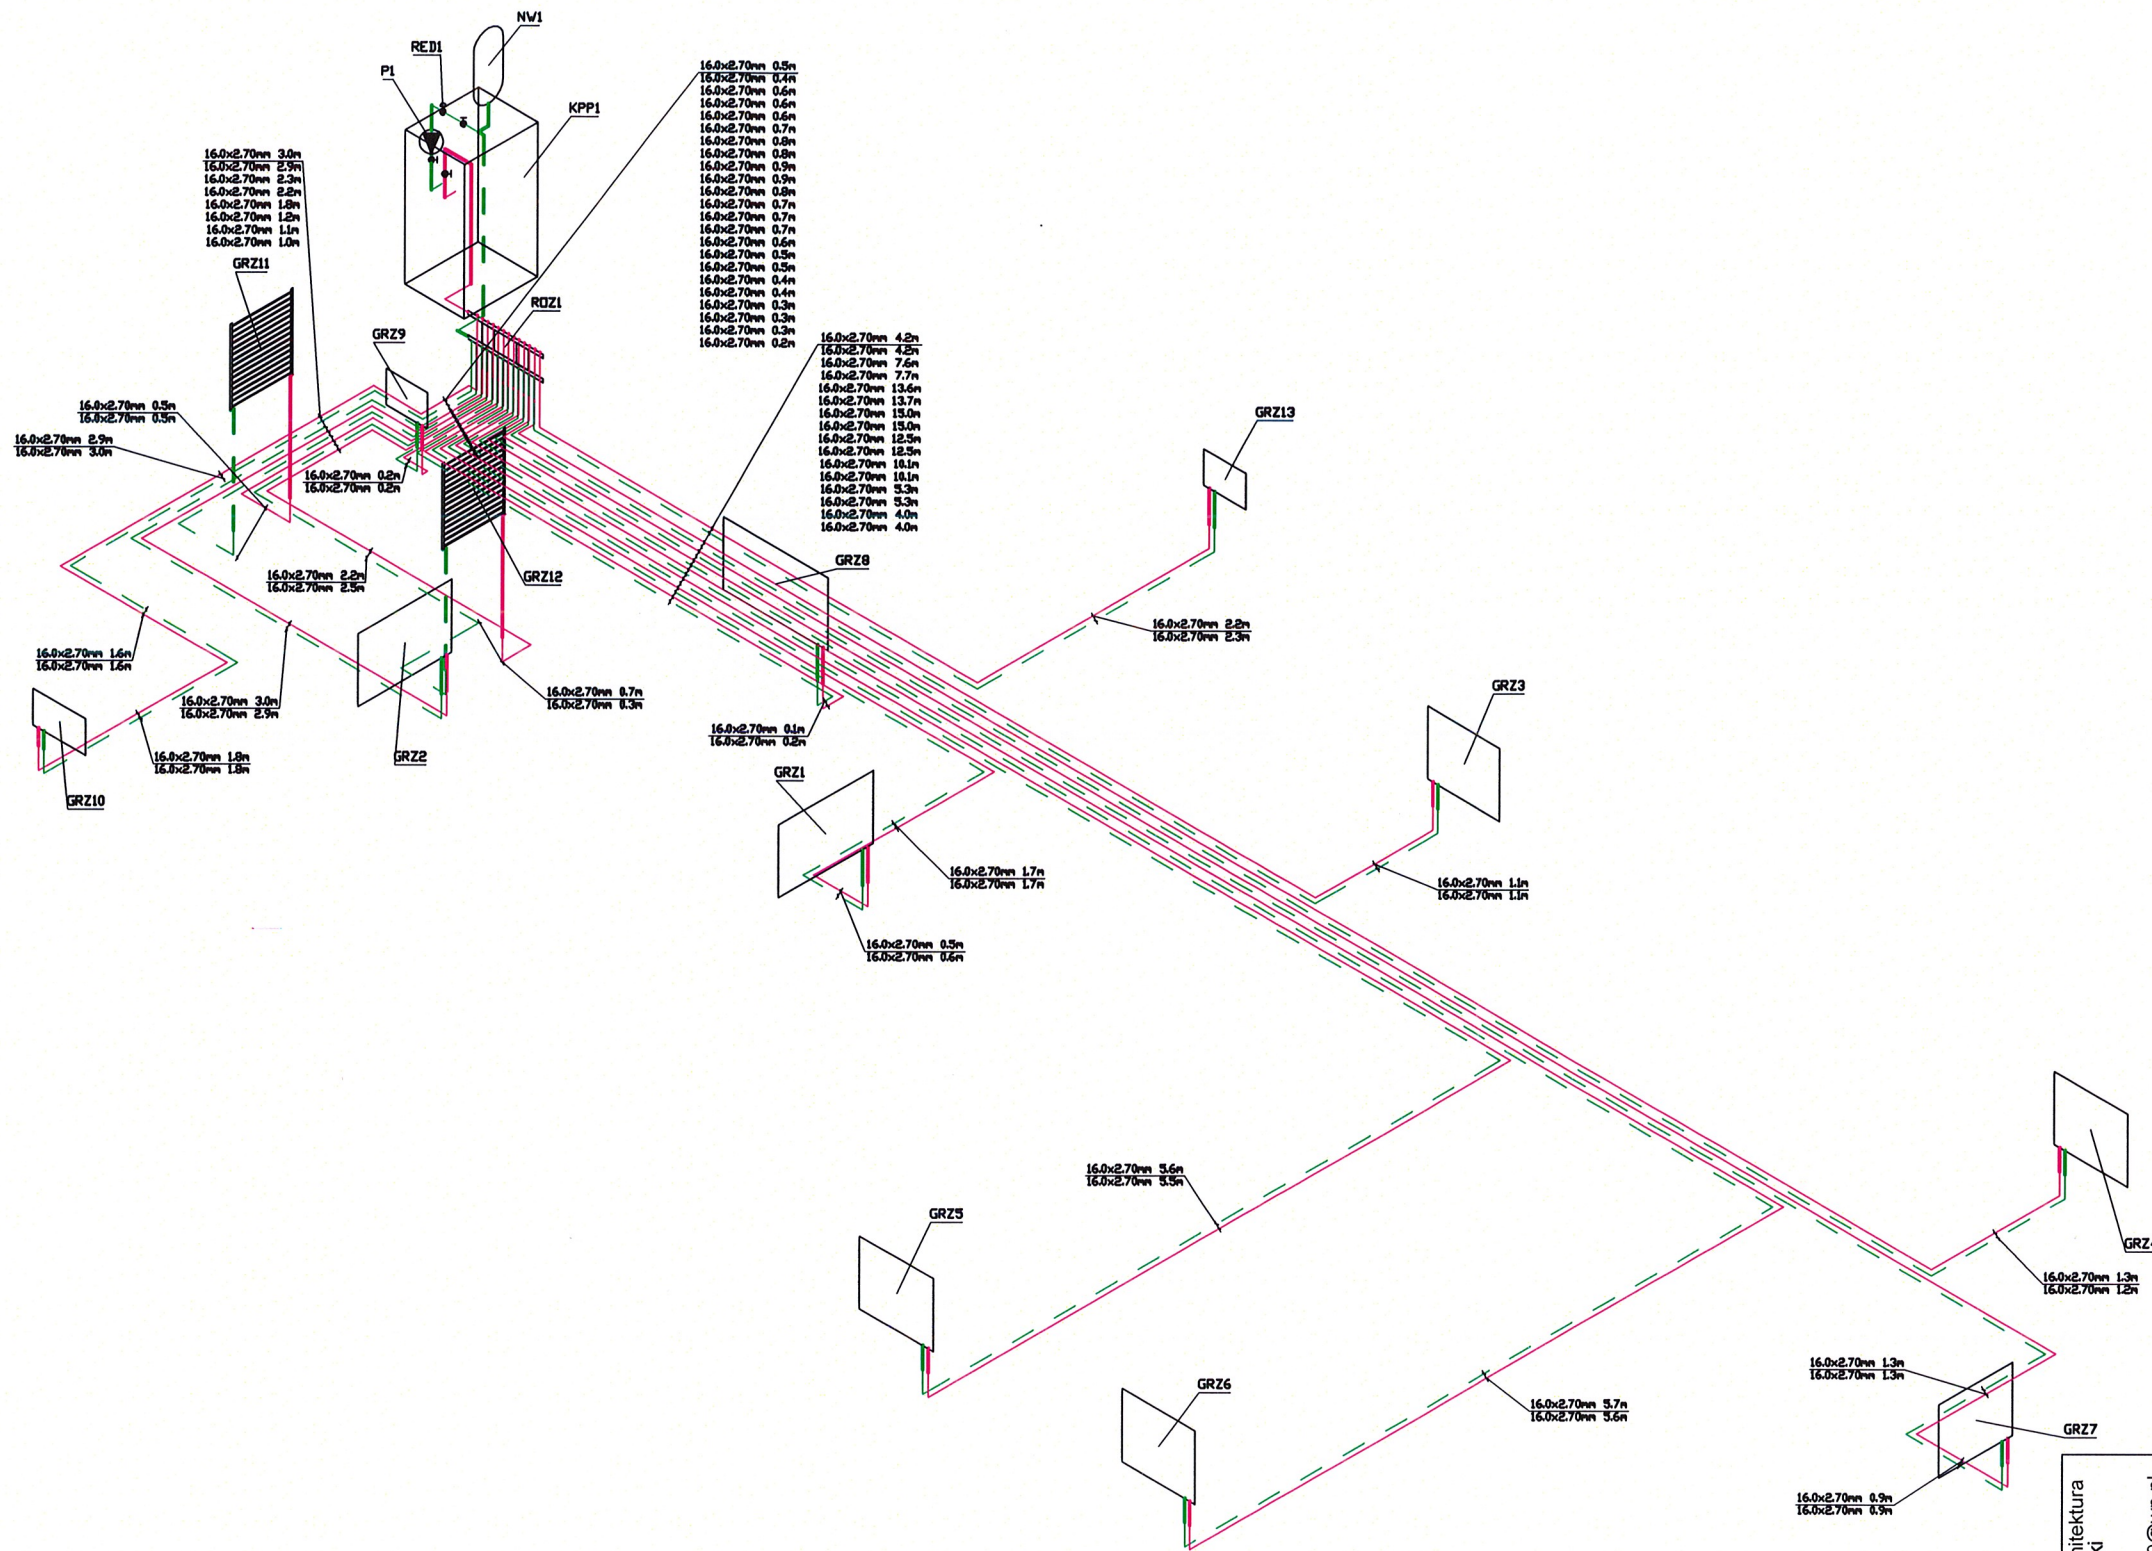 NW1
RED1
P1
KPP1
16.0x2.70mm 0.5m
16.0x2.70mm 0.4m
16.0x2.70mm 0.6m
16.0x2.70mm 0.6m
16.0x2.70mm 0.6m
16.0x2.70mm 0.7m
16.0x2.70mm 0.8m
16.0x2.70mm 0.8m
16.0x2.70mm 0.9m
16.0x2.70mm 0.9m
16.0x2.70mm 0.8m
16.0x2.70mm 0.7m
16.0x2.70mm 0.7m
16.0x2.70mm 0.7m
16.0x2.70mm 0.6m
16.0x2.70mm 0.5m
16.0x2.70mm 0.5m
16.0x2.70mm 0.4m
16.0x2.70mm 0.4m
16.0x2.70mm 0.3m
16.0x2.70mm 0.3m
16.0x2.70mm 0.3m
16.0x2.70mm 0.2m
16.0x2.70mm 3.0m
16.0x2.70mm 2.9m
16.0x2.70mm 2.3m
16.0x2.70mm 2.2m
16.0x2.70mm 1.8m
16.0x2.70mm 1.2m
16.0x2.70mm 1.1m
16.0x2.70mm 1.0m
GRZ11
ROZ1
GRZ9
16.0x2.70mm 4.2m
16.0x2.70mm 4.2m
16.0x2.70mm 7.6m
16.0x2.70mm 7.7m
16.0x2.70mm 13.6m
16.0x2.70mm 13.7m
16.0x2.70mm 15.0m
16.0x2.70mm 15.0m
16.0x2.70mm 12.5m
16.0x2.70mm 12.5m
16.0x2.70mm 10.1m
16.0x2.70mm 10.1m
16.0x2.70mm 5.3m
16.0x2.70mm 5.3m
16.0x2.70mm 4.0m
16.0x2.70mm 4.0m
16.0x2.70mm 0.5m
16.0x2.70mm 0.5m
16.0x2.70mm 2.9m
16.0x2.70mm 3.0m
GRZ13
16.0x2.70mm 0.2m
16.0x2.70mm 0.2m
GRZ8
16.0x2.70mm 2.2m
16.0x2.70mm 2.5m
GRZ12
16.0x2.70mm 2.2m
16.0x2.70mm 2.3m
16.0x2.70mm 1.6m
16.0x2.70mm 1.6m
GRZ3
16.0x2.70mm 3.0m
16.0x2.70mm 2.9m
16.0x2.70mm 0.7m
16.0x2.70mm 0.3m
16.0x2.70mm 0.1m
16.0x2.70mm 0.2m
16.0x2.70mm 1.8m
16.0x2.70mm 1.8m
GRZ2
GRZ1
GRZ10
16.0x2.70mm 1.7m
16.0x2.70mm 1.7m
16.0x2.70mm 1.1m
16.0x2.70mm 1.1m
16.0x2.70mm 0.5m
16.0x2.70mm 0.6m
16.0x2.70mm 5.6m
16.0x2.70mm 5.5m
GRZ5
GRZ
16.0x2.70mm 1.3m
16.0x2.70mm 1.2m
GRZ6
16.0x2.70mm 1.3m
16.0x2.70mm 1.3m
16.0x2.70mm 5.7m
16.0x2.70mm 5.6m
GRZ7
16.0x2.70mm 0.9m
16.0x2.70mm 0.9m
itektura